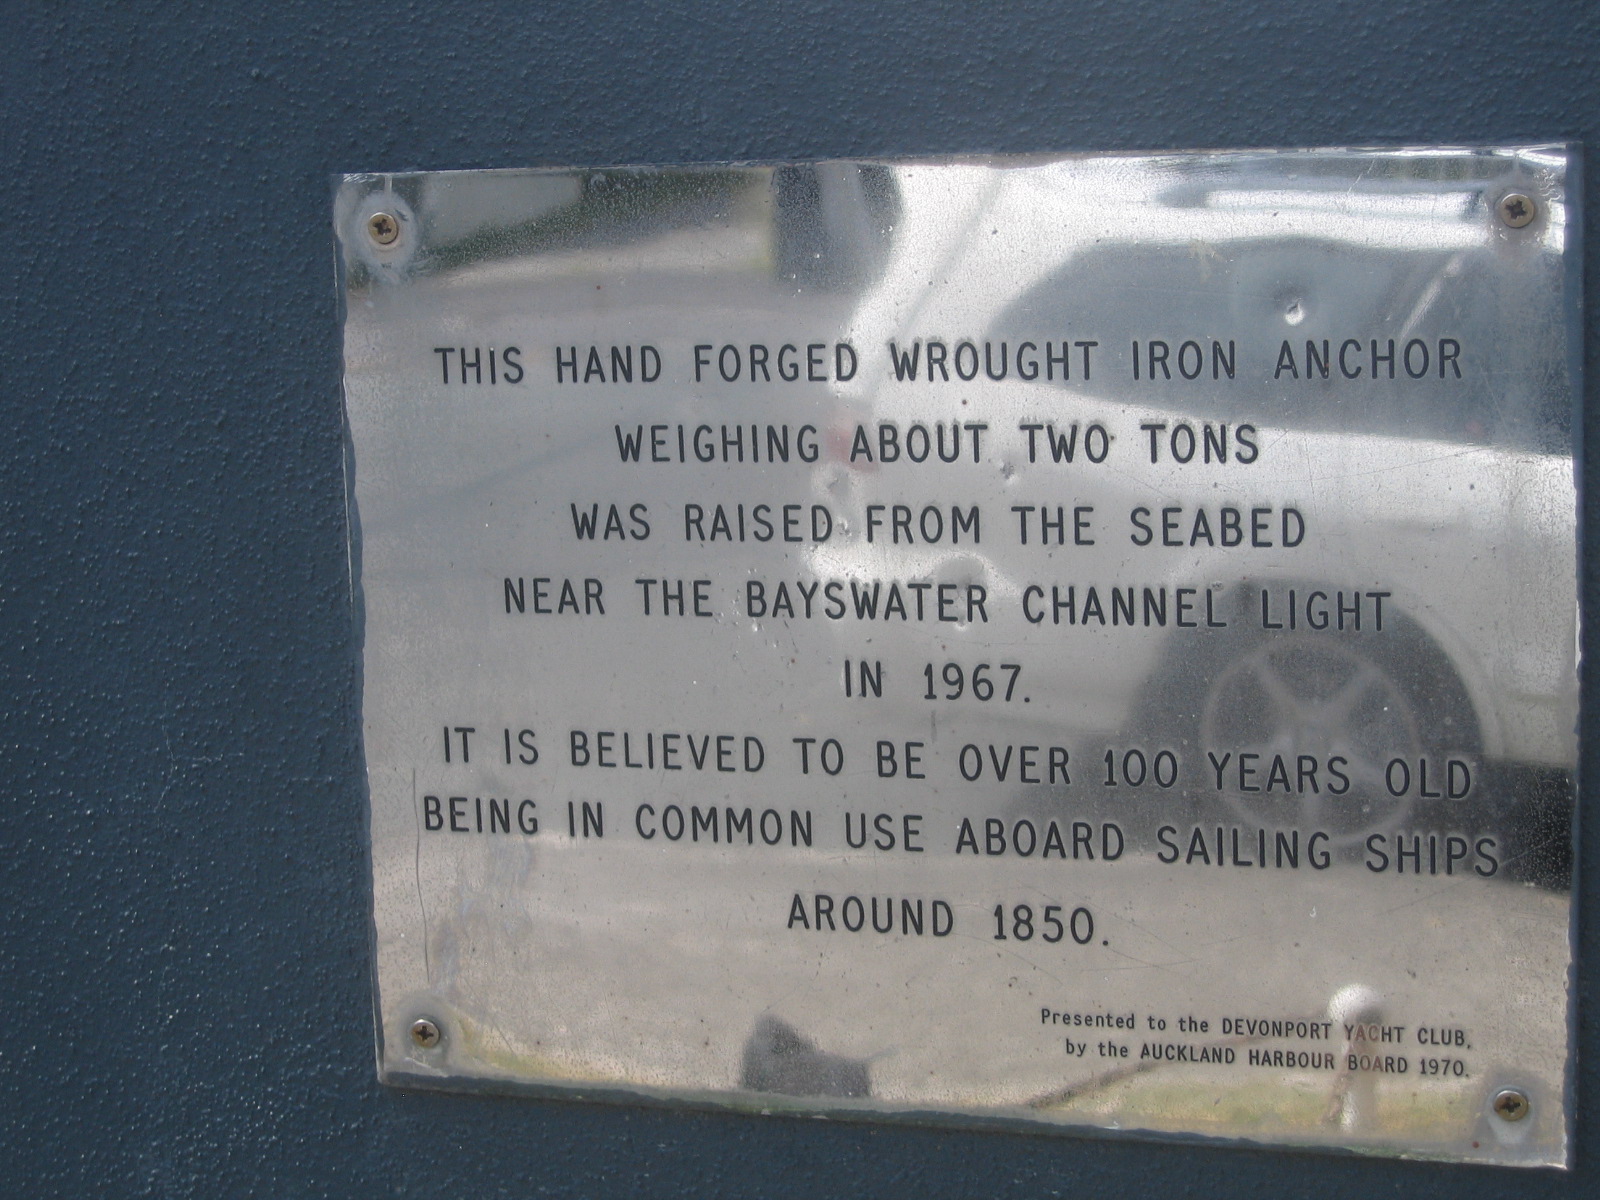 THIS HAND FORGED WROUGHT IRON ANCHOR
WEIGHING ABOUT TWO TONS
WAS RAISED FROM THE SEABED
NEAR THE BAYSWATER CHANNEL LIGHT
IN 1967.
IT IS BELIEVED TO BE OVER 100 YEARS OLD
BEING IN COMMON USE ABOARD SAILING SHIPS
AROUND 1850.
Presented to the DEVONPORT YACHT CLUB,
by the AUCKLAND HARBOUR BOARD 1970.